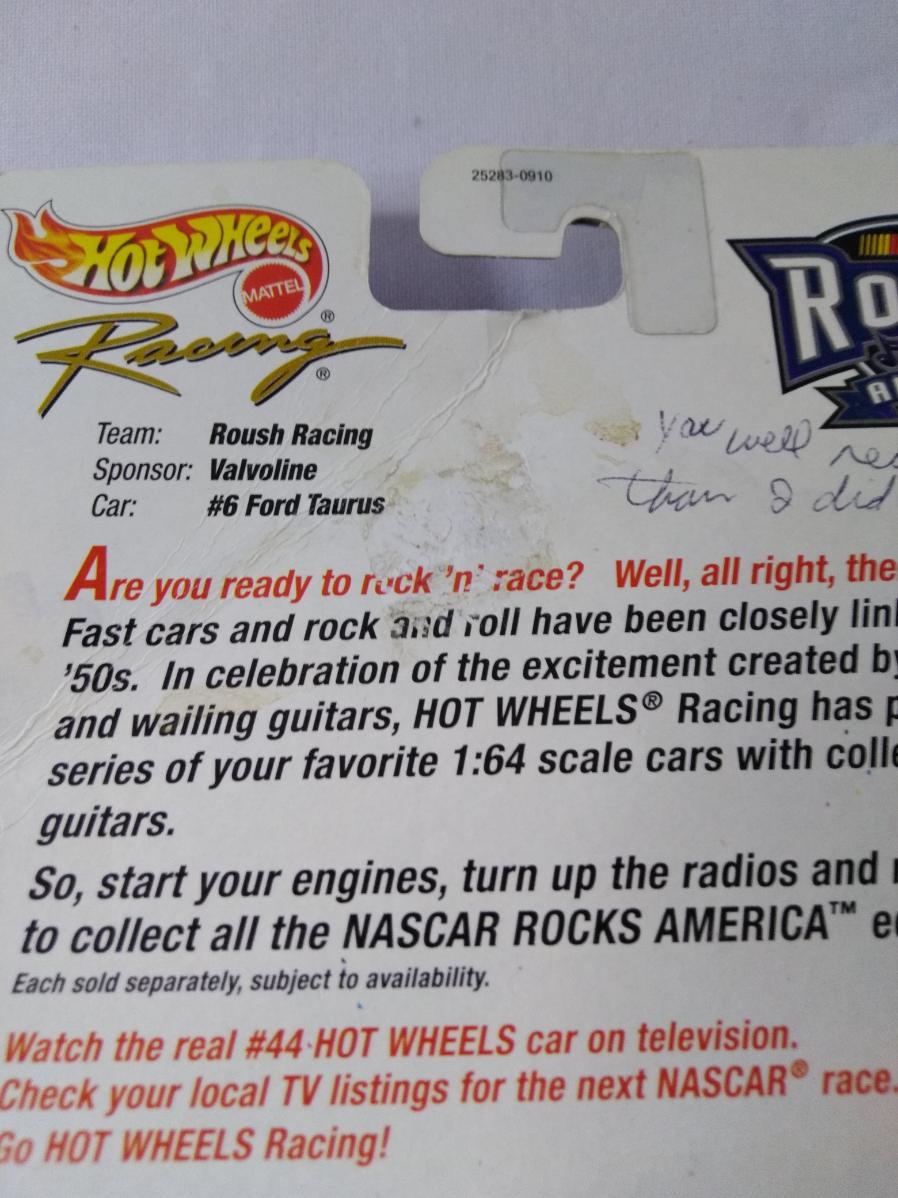 25283-0910
HOT WHEELS
MATTEL
®
Racing
®
Team: Roush Racing
Sponsor: Valvoline
Car: #6 Ford Taurus
you well
than I did
Are you ready to rock 'n' race? Well, all right, the
Fast cars and rock and roll have been closely lin
'50s. In celebration of the excitement created by
and wailing guitars, HOT WHEELS® Racing has p
series of your favorite 1:64 scale cars with colle
guitars.
So, start your engines, turn up the radios and
to collect all the NASCAR ROCKS AMERICA™ e
Each sold separately, subject to availability.
Watch the real #44 HOT WHEELS car on television.
Check your local TV listings for the next NASCAR® race.
Go HOT WHEELS Racing!